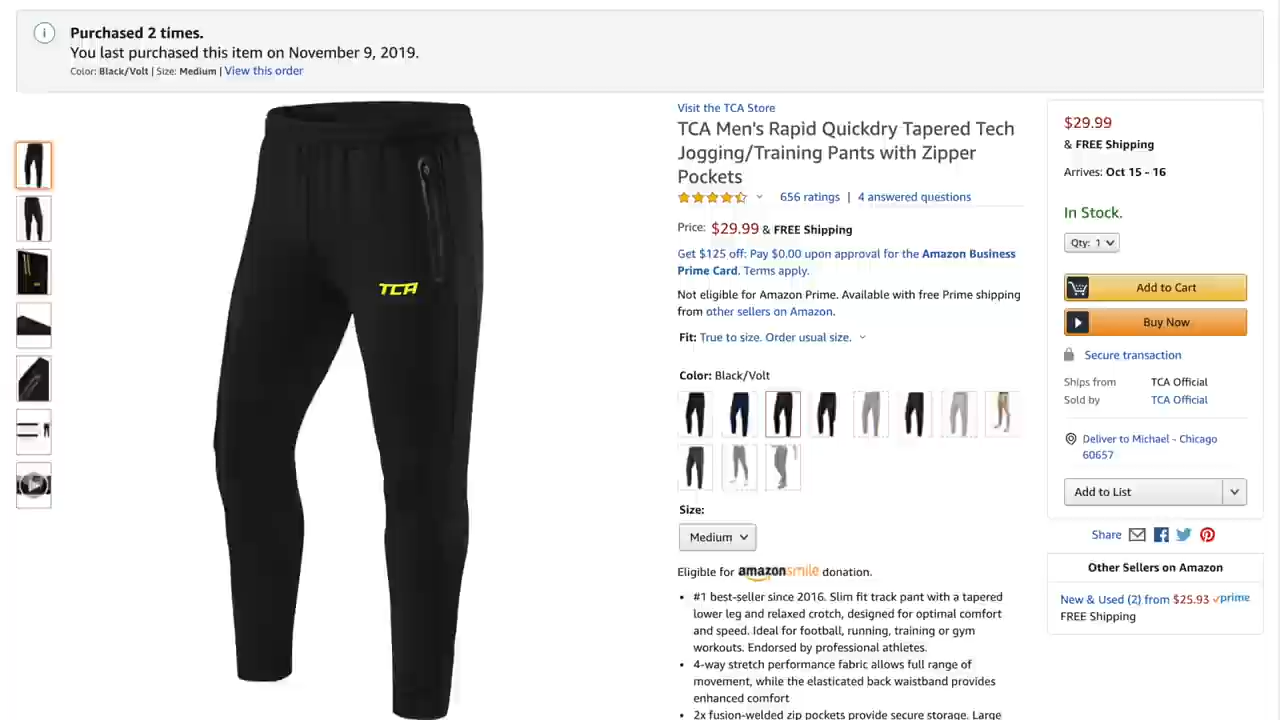 Purchased 2 times.
You last purchased this item on November 9, 2019.
Color: Black/Volt | Size: Medium | View this order
TCA
Visit the TCA Store
TCA Men's Rapid Quickdry Tapered Tech
Jogging/Training Pants with Zipper
Pockets
656 ratings | 4 answered questions
Price: $29.99 & FREE Shipping
Get $125 off: Pay $0.00 upon approval for the Amazon Business
Prime Card. Terms apply.
Not eligible for Amazon Prime. Available with free Prime shipping
from other sellers on Amazon.
Fit: True to size. Order usual size.
Color: Black/Volt
Size:
Medium
Eligible for amazonsmile donation.
• #1 best-seller since 2016. Slim fit track pant with a tapered
lower leg and relaxed crotch, designed for optimal comfort
and speed. Ideal for football, running, training or gym
workouts. Endorsed by professional athletes.
• 4-way stretch performance fabric allows full range of
movement, while the elasticated back waistband provides
enhanced comfort
• 2x fusion-welded zip pockets provide secure storage. Large
$29.99
& FREE Shipping
Arrives: Oct 15 - 16
In Stock.
Qty: 1
Add to Cart
Buy Now
Secure transaction
Ships from TCA Official
Sold by TCA Official
Deliver to Michael - Chicago
60657
Add to List
Share
Other Sellers on Amazon
New & Used (2) from $25.93 prime
FREE Shipping